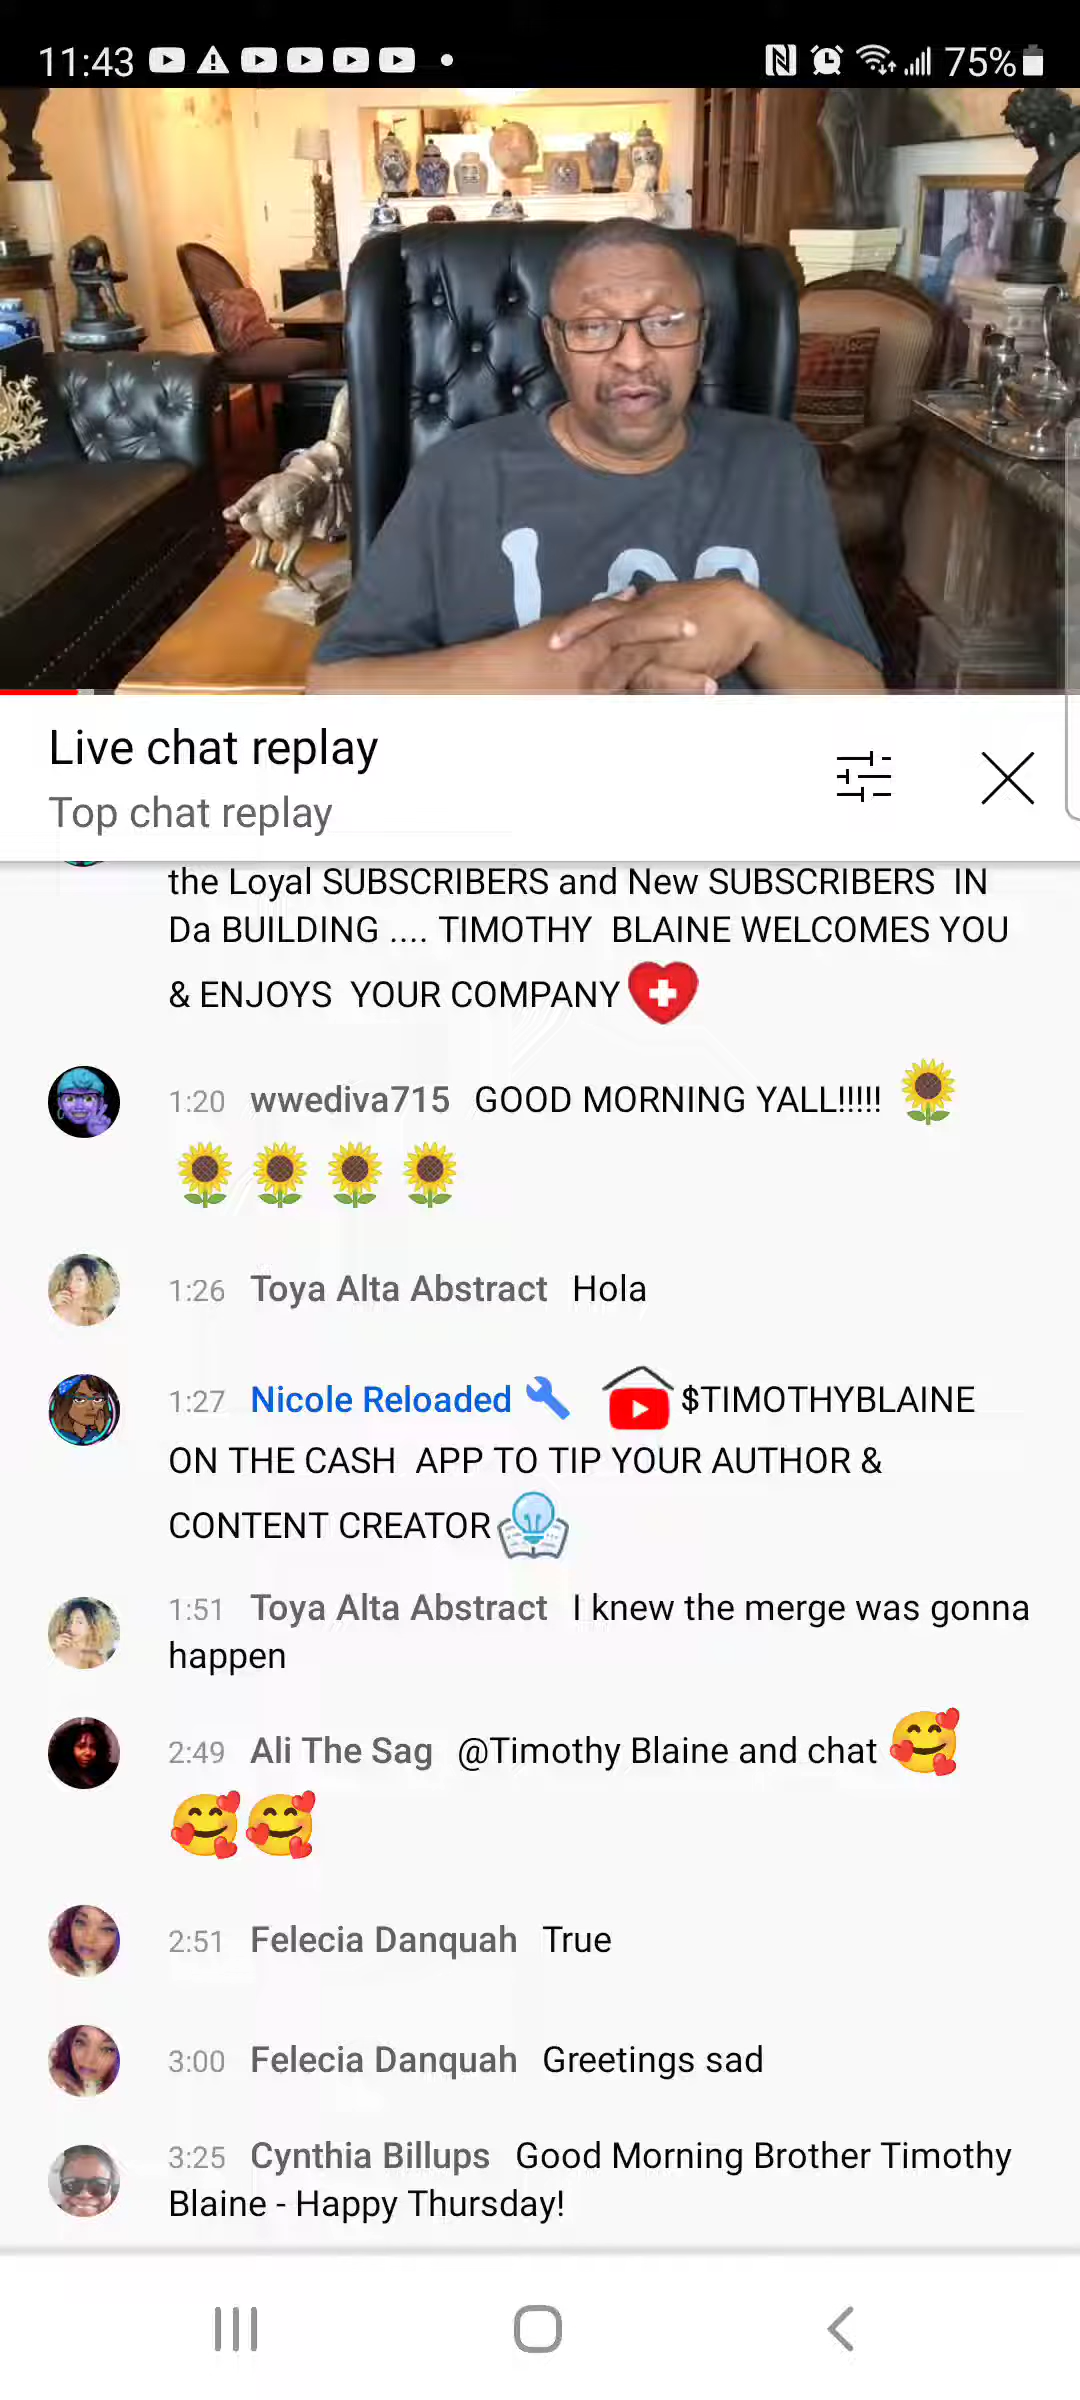 11:43
75%
Live chat replay
Top chat replay
the Loyal SUBSCRIBERS and New SUBSCRIBERS IN
Da BUILDING .... TIMOTHY BLAINE WELCOMES YOU
& ENJOYS YOUR COMPANY
1:20 wwediva715 GOOD MORNING YALL!!!!!
1:26 Toya Alta Abstract Hola
1:27 Nicole Reloaded $TIMOTHYBLAINE
ON THE CASH APP TO TIP YOUR AUTHOR &
CONTENT CREATOR
1:51 Toya Alta Abstract I knew the merge was gonna
happen
2:49 Ali The Sag @Timothy Blaine and chat
2:51 Felecia Danquah True
3:00 Felecia Danquah Greetings sad
3:25 Cynthia Billups Good Morning Brother Timothy
Blaine - Happy Thursday!